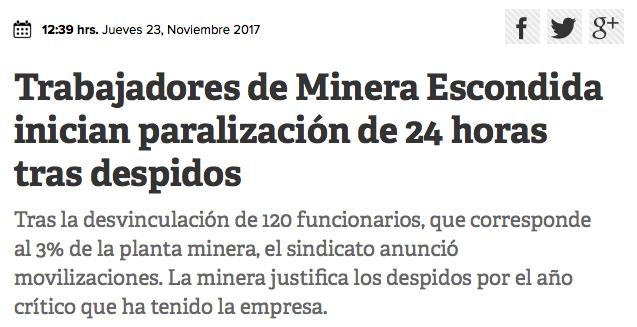 12:39 hrs. Jueves 23, Noviembre 2017
f g+
Trabajadores de Minera Escondida
inician paralización de 24 horas
tras despidos
Tras la desvinculación de 120 funcionarios, que corresponde
al 3% de la planta minera, el sindicato anunció
movilizaciones. La minera justifica los despidos por el año
crítico que ha tenido la empresa.